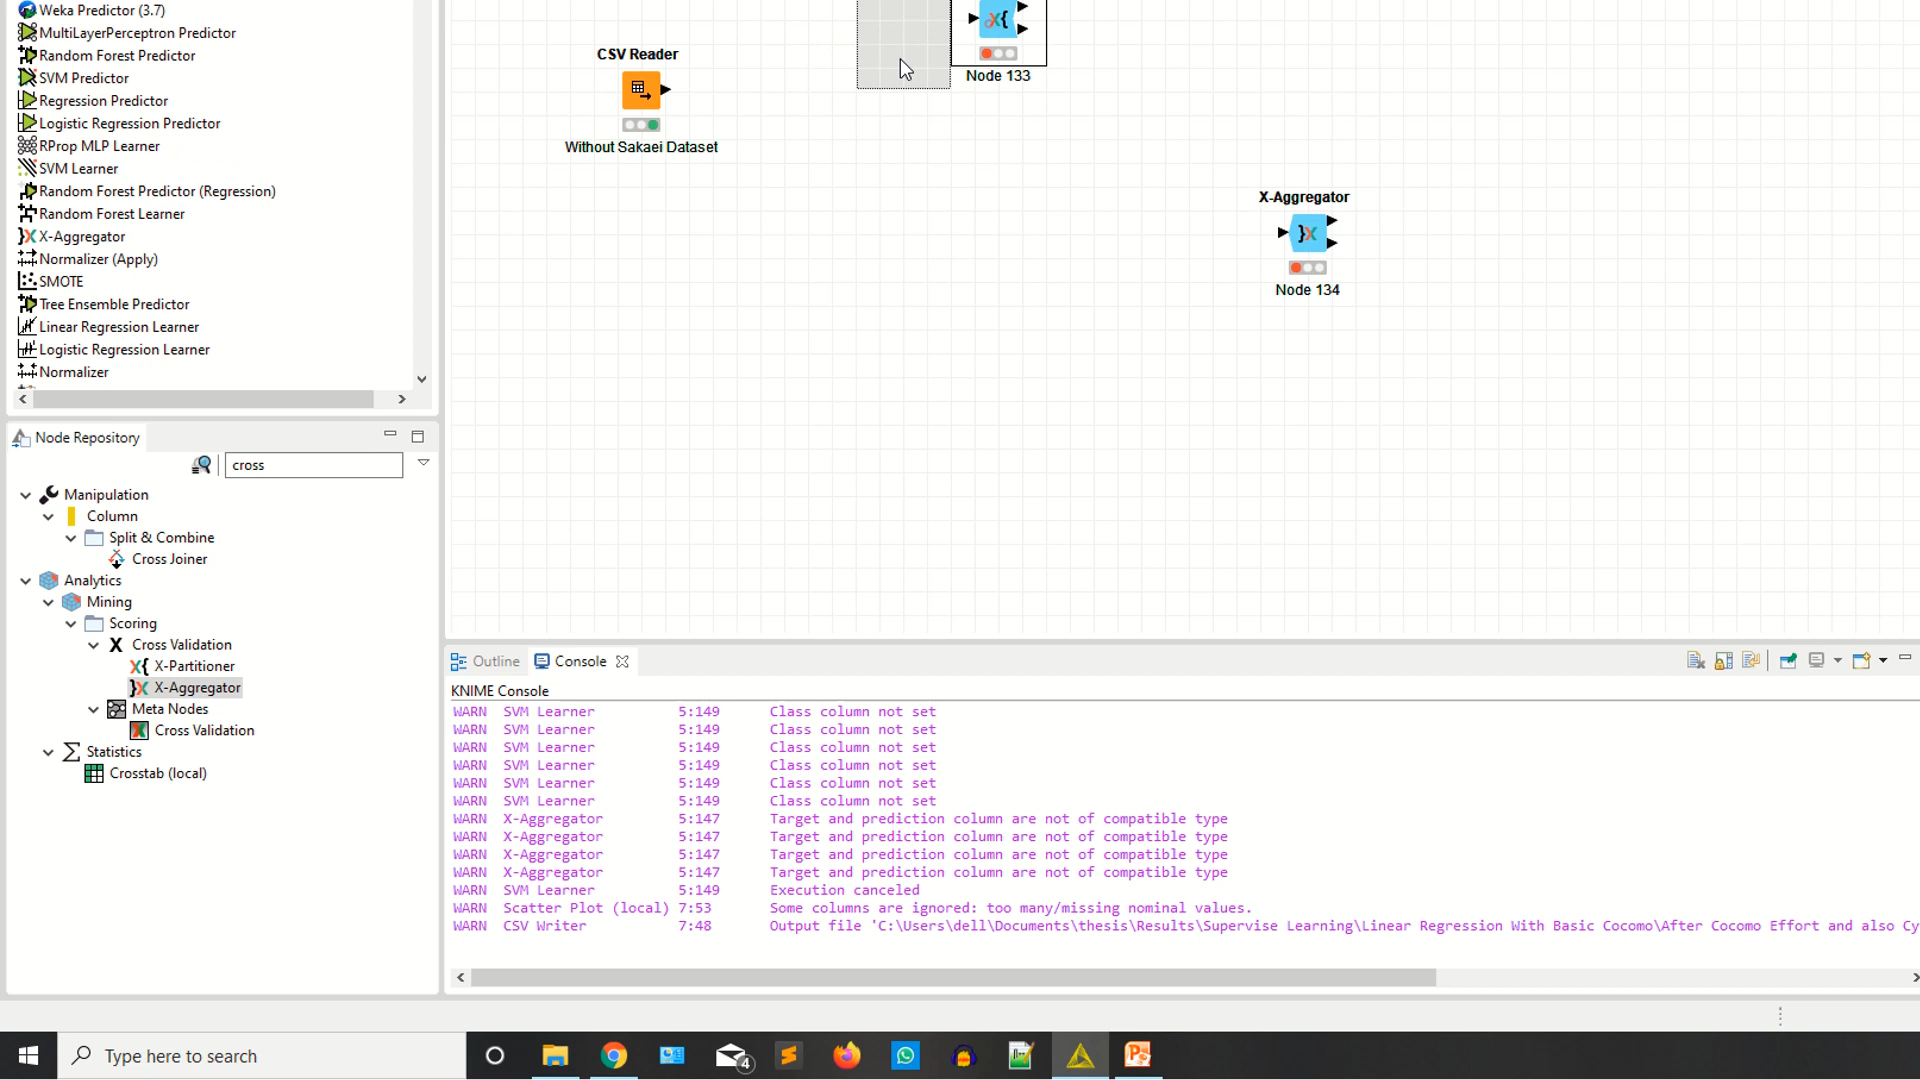 Weka Predictor (3.7)
MultiLayerPerceptron Predictor
Random Forest Predictor
SVM Predictor
Regression Predictor
Logistic Regression Predictor
RProp MLP Learner
SVM Learner
Random Forest Predictor (Regression)
Random Forest Learner
X-Aggregator
Normalizer (Apply)
SMOTE
Tree Ensemble Predictor
Linear Regression Learner
Logistic Regression Learner
Normalizer
CSV Reader
Without Sakaei Dataset
Node 133
X-Aggregator
Node 134
Node Repository
cross
Manipulation
Column
Split & Combine
Cross Joiner
Analytics
Mining
Scoring
Cross Validation
X-Partitioner
X-Aggregator
Meta Nodes
Cross Validation
Statistics
Crosstab (local)
Outline
Console
KNIME Console
WARN SVM Learner 5:149 Class column not set
WARN SVM Learner 5:149 Class column not set
WARN SVM Learner 5:149 Class column not set
WARN SVM Learner 5:149 Class column not set
WARN SVM Learner 5:149 Class column not set
WARN SVM Learner 5:149 Class column not set
WARN X-Aggregator 5:147 Target and prediction column are not of compatible type
WARN X-Aggregator 5:147 Target and prediction column are not of compatible type
WARN X-Aggregator 5:147 Target and prediction column are not of compatible type
WARN X-Aggregator 5:147 Target and prediction column are not of compatible type
WARN SVM Learner 5:149 Execution canceled
WARN Scatter Plot (local) 7:53 Some columns are ignored: too many/missing nominal values.
WARN CSV Writer 7:48 Output file 'C:\Users\dell\Documents\thesis\Results\Supervise Learning\Linear Regression With Basic Cocomo\After Cocomo Effort and also Cy
Type here to search
4